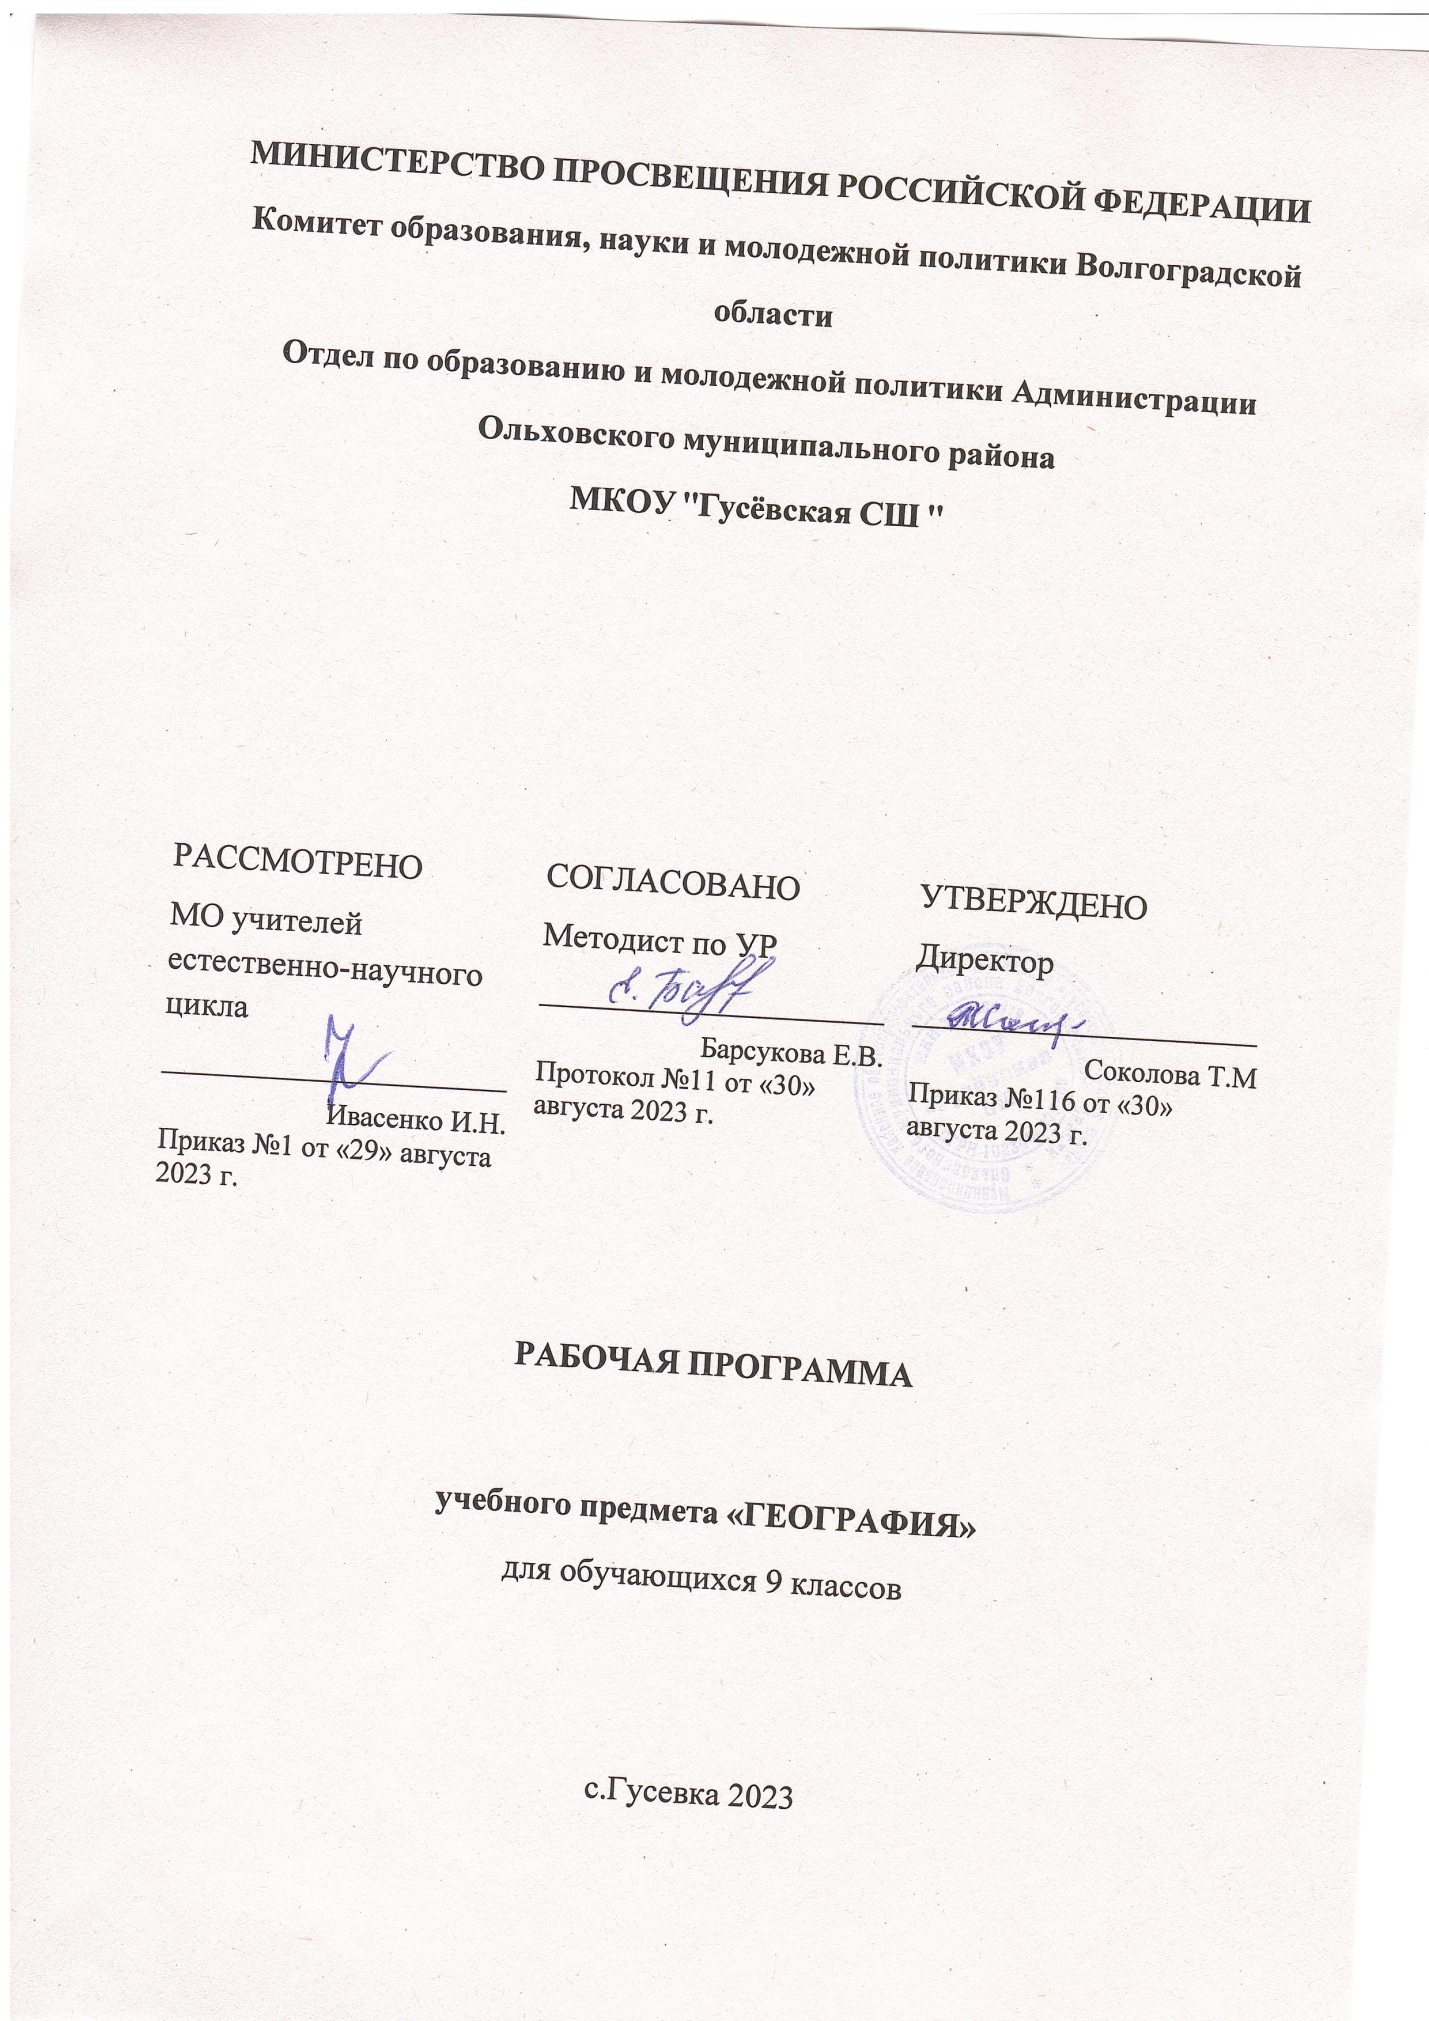 МИНИСТЕРСТВО ПРОСВЕЩЕНИЯ РОССИЙСКОЙ ФЕДЕРАЦИИ
Комитет образования, науки и молодежной политики Волгоградской
области
Отдел по образованию и молодежной политики Администрации
Ольховского муниципального района
МКОУ "Гусёвская СШ "
РАССМОТРЕНО
МО учителей
естественно-научного
цикла
Ивасенко И.Н.
Приказ №1 от «29» августа
2023 г.
СОГЛАСОВАНО
Методист по УР
Барсукова Е.В.
Протокол №11 от «30»
августа 2023 г.
УТВЕРЖДЕНО
Директор
Соколова Т.М
Приказ №116 от «30»
августа 2023 г.
РАБОЧАЯ ПРОГРАММА
учебного предмета «ГЕОГРАФИЯ»
для обучающихся 9 классов
с.Гусевка 2023